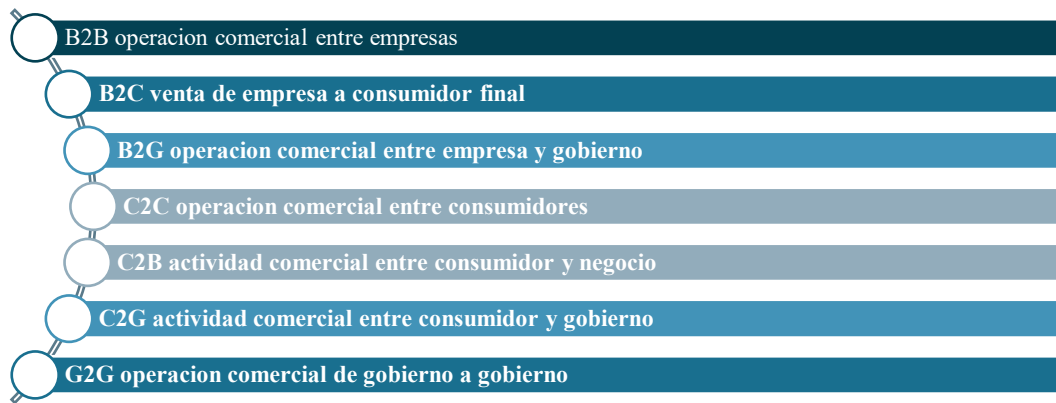 B2B operacion comercial entre empresas
B2C venta de empresa a consumidor final
B2G operacion comercial entre empresa y gobierno
C2C operacion comercial entre consumidores
C2B actividad comercial entre consumidor y negocio
C2G actividad comercial entre consumidor y gobierno
G2G operacion comercial de gobierno a gobierno